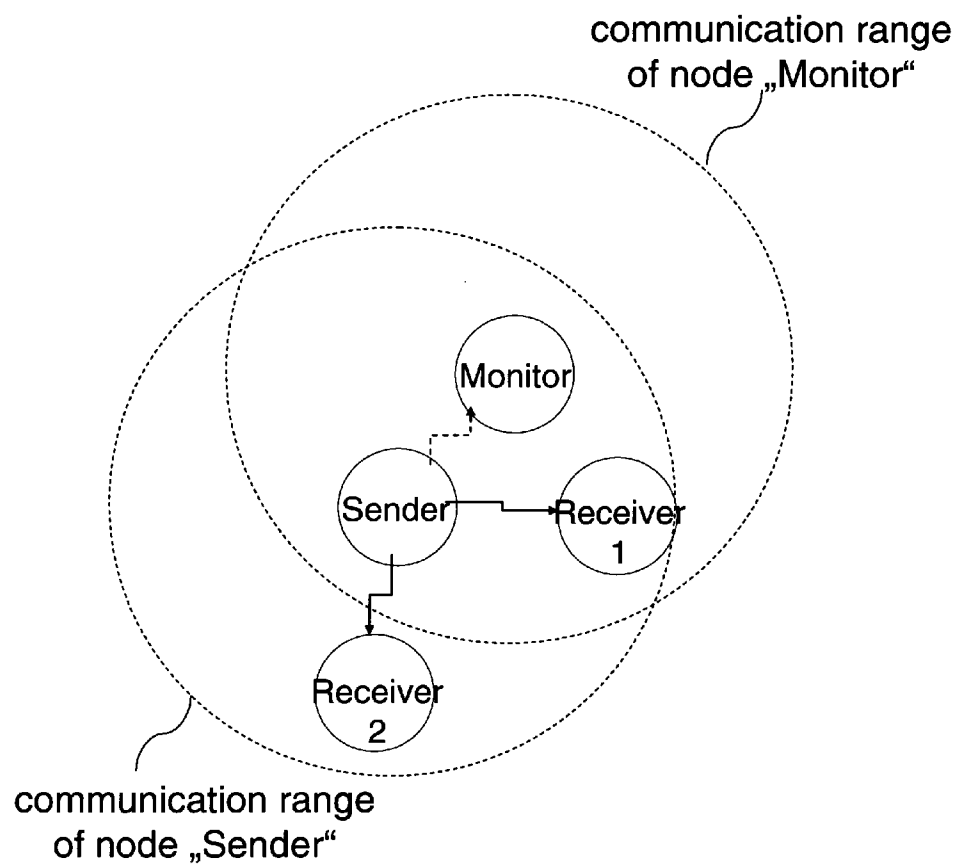 communication range
of node „Monitor“
Monitor
Sender
Receiver
1
Receiver
2
communication range
of node „Sender“